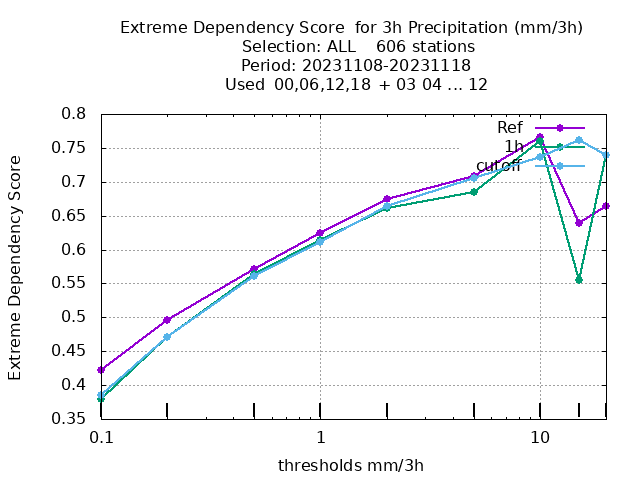 Extreme Dependency Score  for 3h Precipitation (mm/3h)
Selection: ALL    606 stations
Period: 20231108-20231118
Used  00,06,12,18  + 03 04 ... 12
Extreme Dependency Score
0.8
0.75
0.7
0.65
0.6
0.55
0.5
0.45
0.4
0.35
Ref
1h
cutoff
0.1 1 10
thresholds mm/3h